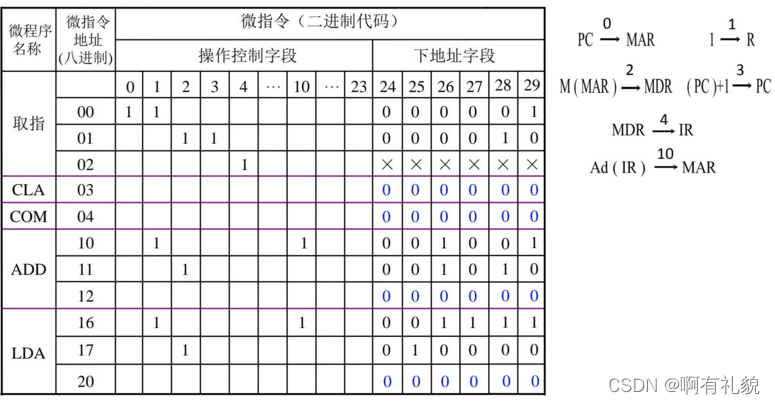 微程序名称 微指令地址(八进制) 微指令(二进制代码)
操作控制字段 下地址字段
0 1 2 3 4 … 10 … 23 24 25 26 27 28 29
取指 00 1 1 0 0 0 0 0 1
01 1 1 0 0 0 0 1 0
02 1 × × × × × ×
CLA 03 0 0 0 0 0 0
COM 04 0 0 0 0 0 0
ADD 10 1 1 0 0 1 0 0 1
11 1 0 0 1 0 1 0
12 0 0 0 0 0 0
LDA 16 1 1 0 0 1 1 1 1
17 1 0 1 0 0 0 0
20 0 0 0 0 0 0
PC 0→ MAR 1 1→ R
M(MAR) 2→ MDR (PC)+1 3→ PC
MDR 4→ IR
Ad(IR) 10→ MAR
CSDN @啊有礼貌